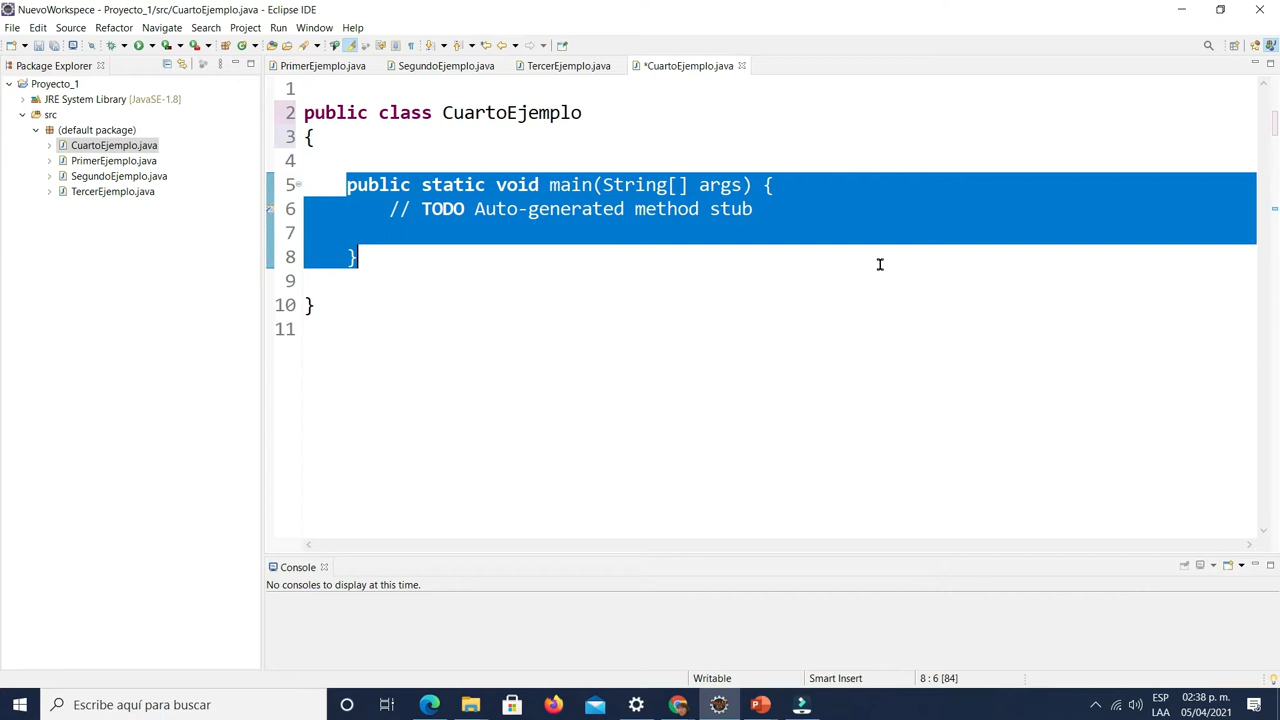 NuevoWorkspece - Proyecto_1/src/CuartoEjemplo.java - Eclipse IDE
File Edit Source Refactor Navigate Search Project Run Window Help
Package Explorer
PrimerEjemplo.java SegundoEjemplo.java TercerEjemplo.java *CuartoEjemplo.java
Proyecto_1
JRE System Library [JavaSE-1.8]
src
(default package)
CuartoEjemplo.java
PrimerEjemplo.java
SegundoEjemplo.java
TercerEjemplo.java
1
2 public class CuartoEjemplo
3 {
4
5 public static void main(String[] args) {
6 // TODO Auto-generated method stub
7
8 }
9
10 }
11
Console
No consoles to display at this time.
Writable Smart Insert 8 : 6 [84]
Escribe aquí para buscar
ESP
LAA
02:38 p. m.
05/04/2021